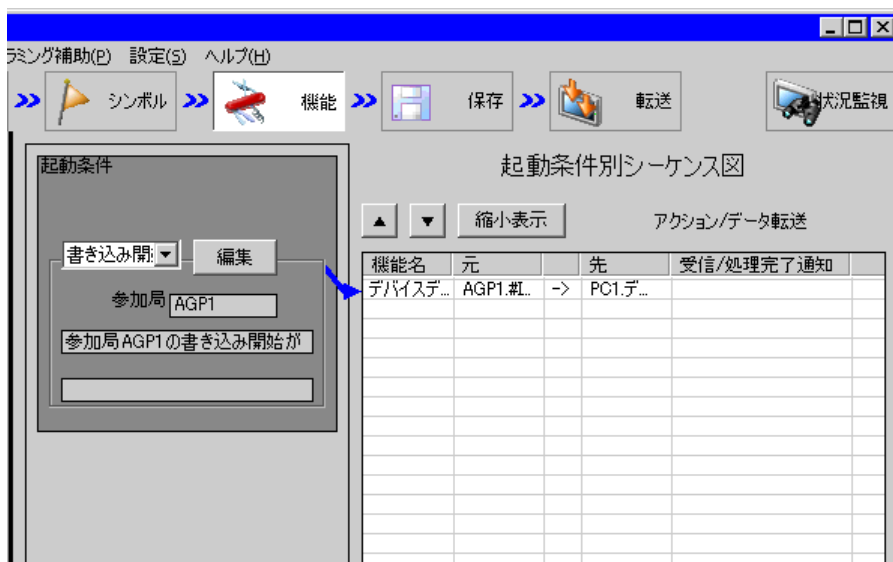 ラミング補助(P) 設定(S) ヘルプ(H)
シンボル 機能 保存 転送 状況監視
起動条件
起動条件別シーケンス図
縮小表示 アクション/データ転送
書き込み開 編集
機能名 元 先 受信/処理完了通知
デバイスデ... AGP1.#I... -> PC1.デ...
参加局 AGP1
参加局AGP1の書き込み開始が